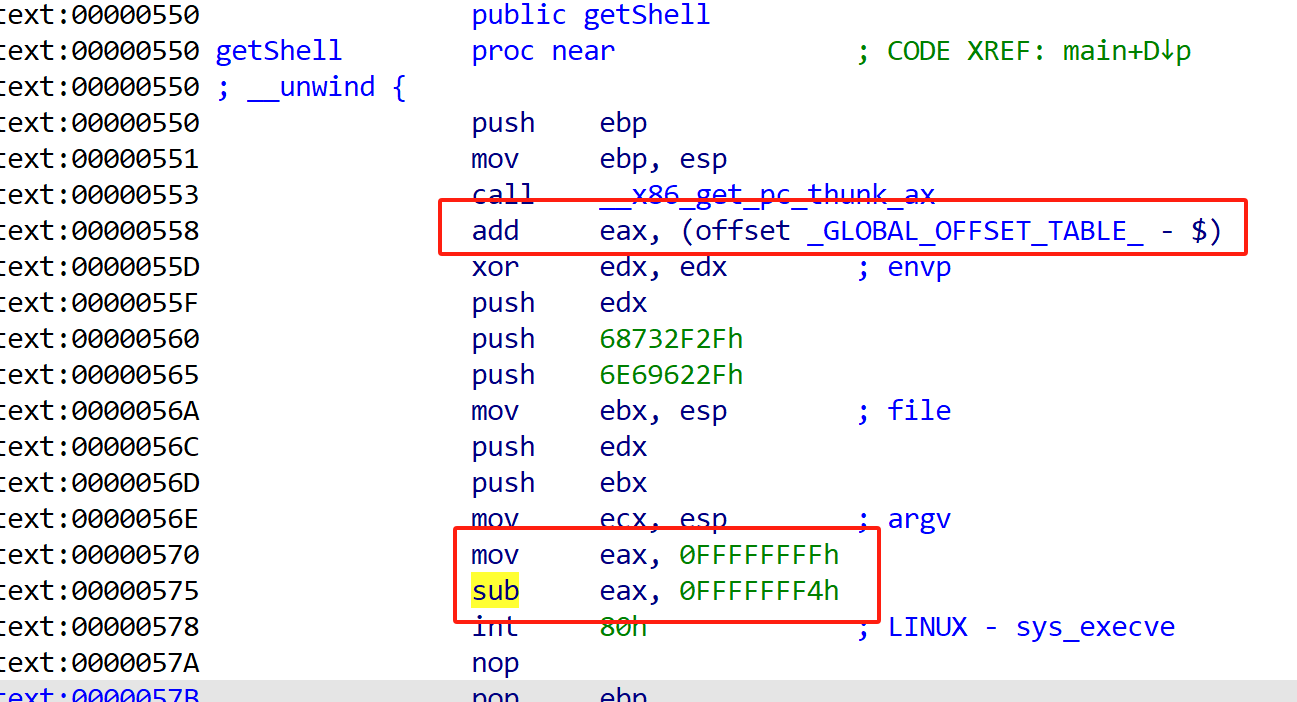 text:00000550 public getShell
text:00000550 getShell proc near ; CODE XREF: main+D↓p
text:00000550 ; __unwind {
text:00000550 push ebp
text:00000551 mov ebp, esp
text:00000553 call __x86_get_pc_thunk_ax
text:00000558 add eax, (offset _GLOBAL_OFFSET_TABLE_ - $)
text:0000055D xor edx, edx ; envp
text:0000055F push edx
text:00000560 push 68732F2Fh
text:00000565 push 6E69622Fh
text:0000056A mov ebx, esp ; file
text:0000056C push edx
text:0000056D push ebx
text:0000056E mov ecx, esp ; argv
text:00000570 mov eax, 0FFFFFFFFh
text:00000575 sub eax, 0FFFFFFF4h
text:00000578 int 80h ; LINUX - sys_execve
text:0000057A nop
text:0000057B pop ebp